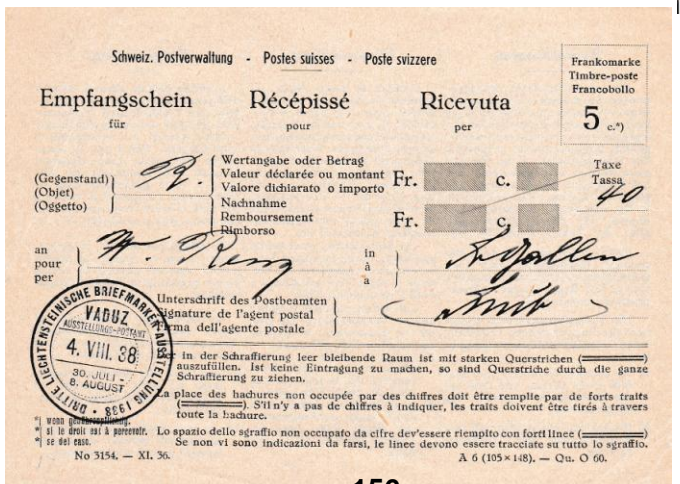 Schweiz. Postverwaltung - Postes suisses - Poste svizzere
Frankomarke
Timbre-poste
Francobollo
5 c.*)
Empfangschein Récépissé Ricevuta
für pour per
(Gegenstand)
(Objet)
(Oggetto)
R.
Wertangabe oder Betrag
Valeur déclarée ou montant
Valore dichiarato o importo
Fr. c.
Nachnahme
Remboursement
Rimborso
Fr. c.
Taxe
Tassa
40
an
pour
per
in
à
a
St. Gallen
Unterschrift des Postbeamten
Signature de l'agent postal
Firma dell'agente postale
DRITTE LIECHTENSTEINISCHE BRIEFMARKEN-AUSSTELLUNG 1938
VADUZ
AUSSTELLUNGS-POSTAMT
4. VIII. 38
30. JULI -
8. AUGUST
Der in der Schraffierung leer bleibende Raum ist mit starken Querstrichen (═══)
auszufüllen. Ist keine Eintragung zu machen, so sind Querstriche durch die ganze
Schraffierung zu ziehen.
La place des hachures non occupée par des chiffres doit être remplie par de forts traits
(═══). S'il n'y a pas de chiffres à indiquer, les traits doivent être tirés à travers
toute la hachure.
Lo spazio dello sgraffio non occupato da cifre dev'essere riempito con forti linee (═══)
Se non vi sono indicazioni da farsi, le linee devono essere tracciate su tutto lo sgraffio.
* wenn gebührenpflichtig.
* si le droit est à percevoir.
* se del caso.
No 3154. — XI. 36.
A 6 (105×148). — Qu. O 60.